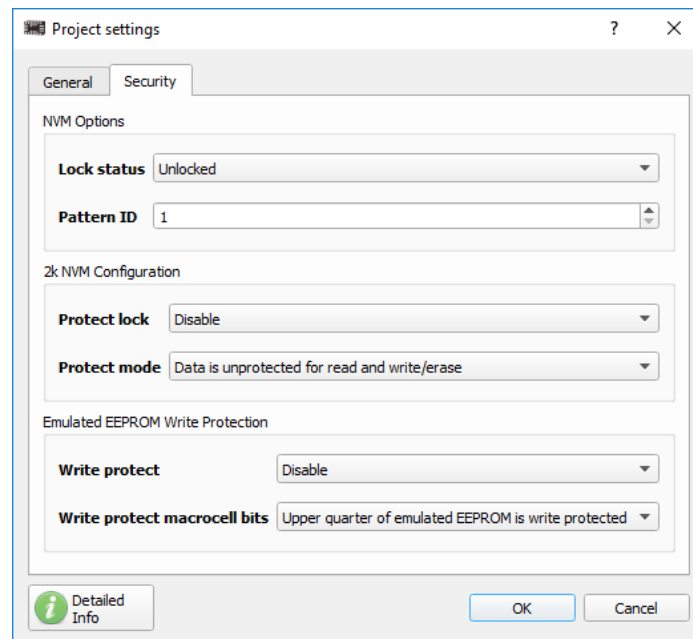 Project settings
General Security
NVM Options
Lock status Unlocked
Pattern ID 1
2k NVM Configuration
Protect lock Disable
Protect mode Data is unprotected for read and write/erase
Emulated EEPROM Write Protection
Write protect Disable
Write protect macrocell bits Upper quarter of emulated EEPROM is write protected
Detailed
Info
OK Cancel